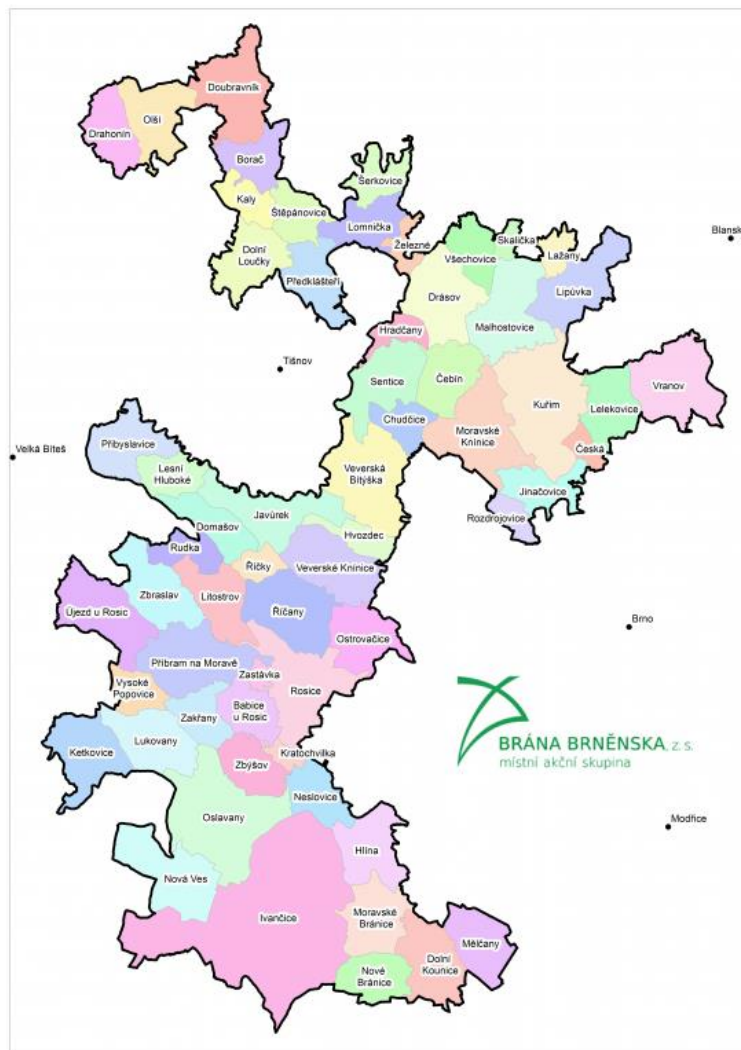 Doubravník
Olší
Drahonín
Borač
Šerkovice
Kaly
Štěpánovice
Lomnička
Skalička
Blansk
Železné
Všechovice
Lažany
Dolní
Loučky
Předklášteří
Lipůvka
Drásov
Malhostovice
Hradčany
Tišnov
Sentice
Čebín
Vranov
Kuřim
Lelekovice
Chudčice
Moravské
Knínice
Přibyslavice
Česká
Velká Bíteš
Lesní
Hluboké
Veverská
Bítýška
Jinačovice
Javůrek
Rozdrojovice
Domašov
Hvozdec
Rudka
Říčky
Veverské Knínice
Zbraslav
Litostrov
Újezd u Rosic
Říčany
Brno
Ostrovačice
Příbram na Moravě
Zastávka
Vysoké
Popovice
Rosice
Babice
u Rosic
Zakřany
Lukovany
Ketkovice
Kratochvilka
Zbýšov
BRÁNA BRNĚNSKA, z. s.
místní akční skupina
Neslovice
Oslavany
Modřice
Hlína
Nová Ves
Ivančice
Moravské
Bránice
Mělčany
Dolní
Kounice
Nové
Bránice